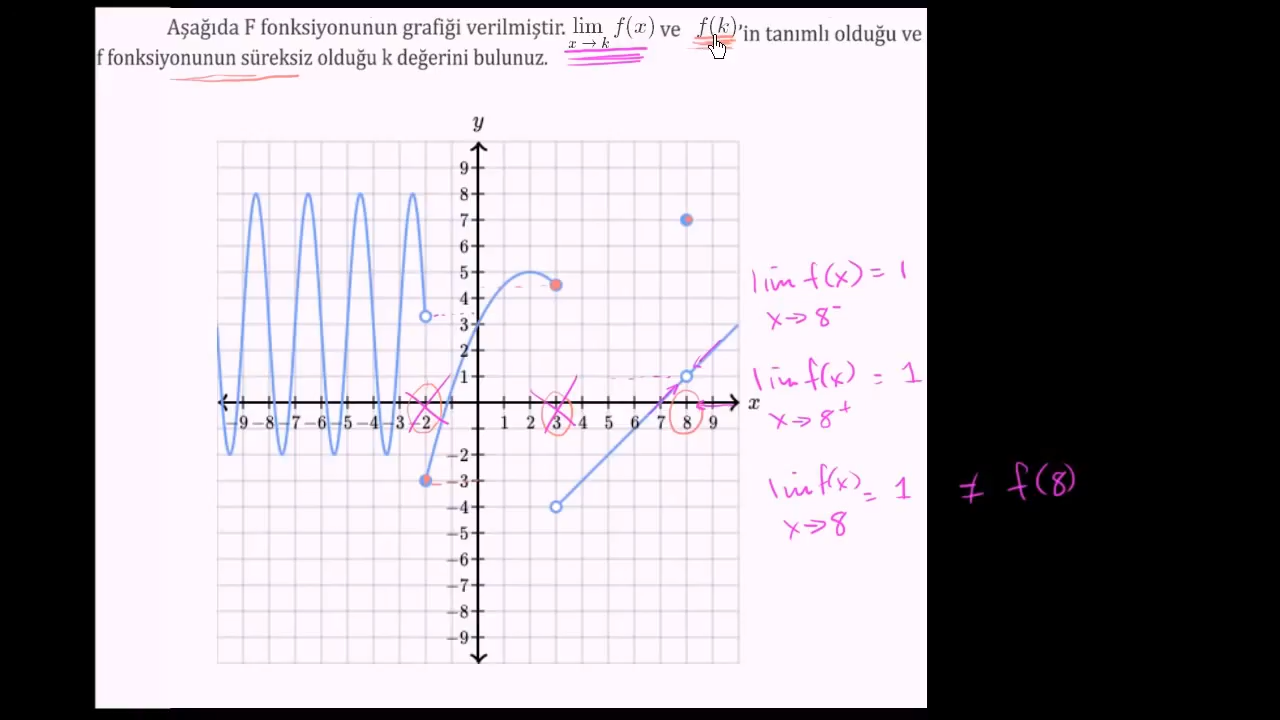 Aşağıda F fonksiyonunun grafiği verilmiştir. lim x→k f(x) ve f(k)'in tanımlı olduğu ve
f fonksiyonunun süreksiz olduğu k değerini bulunuz.
y
9
8
7
6
5
4
3
2
1
−9 −8 −7 −6 −5 −4 −3 −2 1 2 3 4 5 6 7 8 9 x
−2
−3
−4
−5
−6
−7
−8
−9
lim f(x) = 1
x→8⁻
lim f(x) = 1
x→8⁺
lim f(x) = 1 ≠ f(8)
x→8